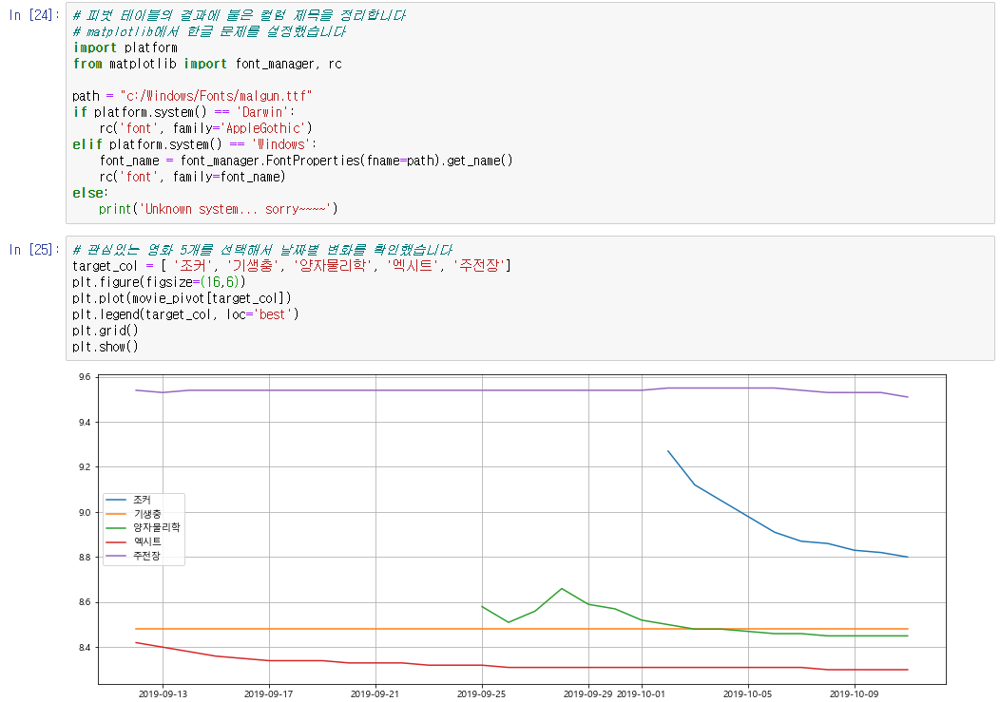 In [24]:
# 피벗 테이블의 결과에 붙은 컬럼 제목을 정리합니다
# matplotlib에서 한글 문제를 설정했습니다
import platform
from matplotlib import font_manager, rc
path = "c:/Windows/Fonts/malgun.ttf"
if platform.system() == 'Darwin':
    rc('font', family='AppleGothic')
elif platform.system() == 'Windows':
    font_name = font_manager.FontProperties(fname=path).get_name()
    rc('font', family=font_name)
else:
    print('Unknown system... sorry~~~~')
In [25]:
# 관심있는 영화 5개를 선택해서 날짜별 변화를 확인했습니다
target_col = [ '조커', '기생충', '양자물리학', '엑시트', '주전장']
plt.figure(figsize=(16,6))
plt.plot(movie_pivot[target_col])
plt.legend(target_col, loc='best')
plt.grid()
plt.show()
9.6
9.4
9.2
9.0
8.8
8.6
8.4
조커
기생충
양자물리학
엑시트
주전장
2019-09-13 2019-09-17 2019-09-21 2019-09-25 2019-09-29 2019-10-01 2019-10-05 2019-10-09